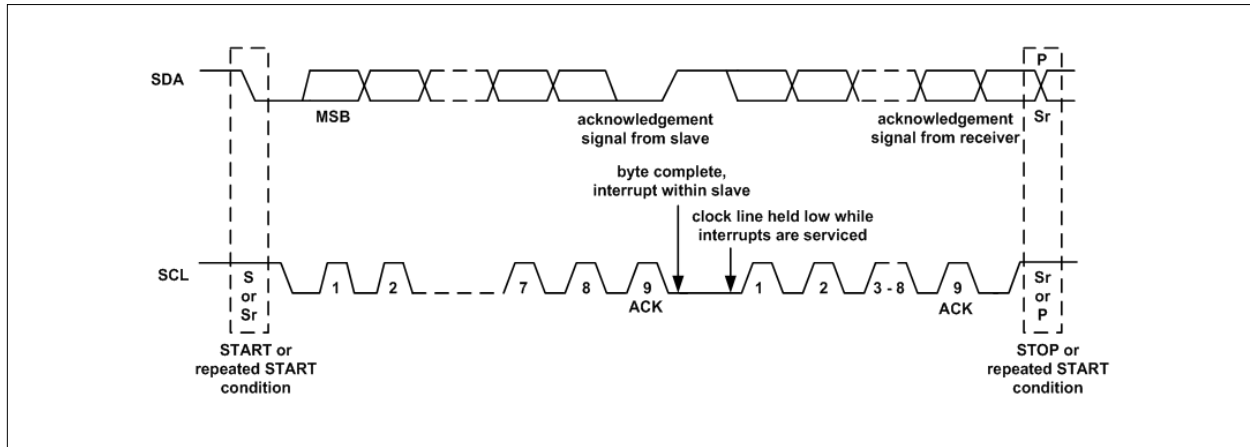 P
SDA
MSB
acknowledgement
signal from slave
acknowledgement
signal from receiver
Sr
byte complete,
interrupt within slave
clock line held low while
interrupts are serviced
SCL
S
or
Sr
1
2
7
8
9
ACK
1
2
3 - 8
9
ACK
Sr
or
P
START or
repeated START
condition
STOP or
repeated START
condition